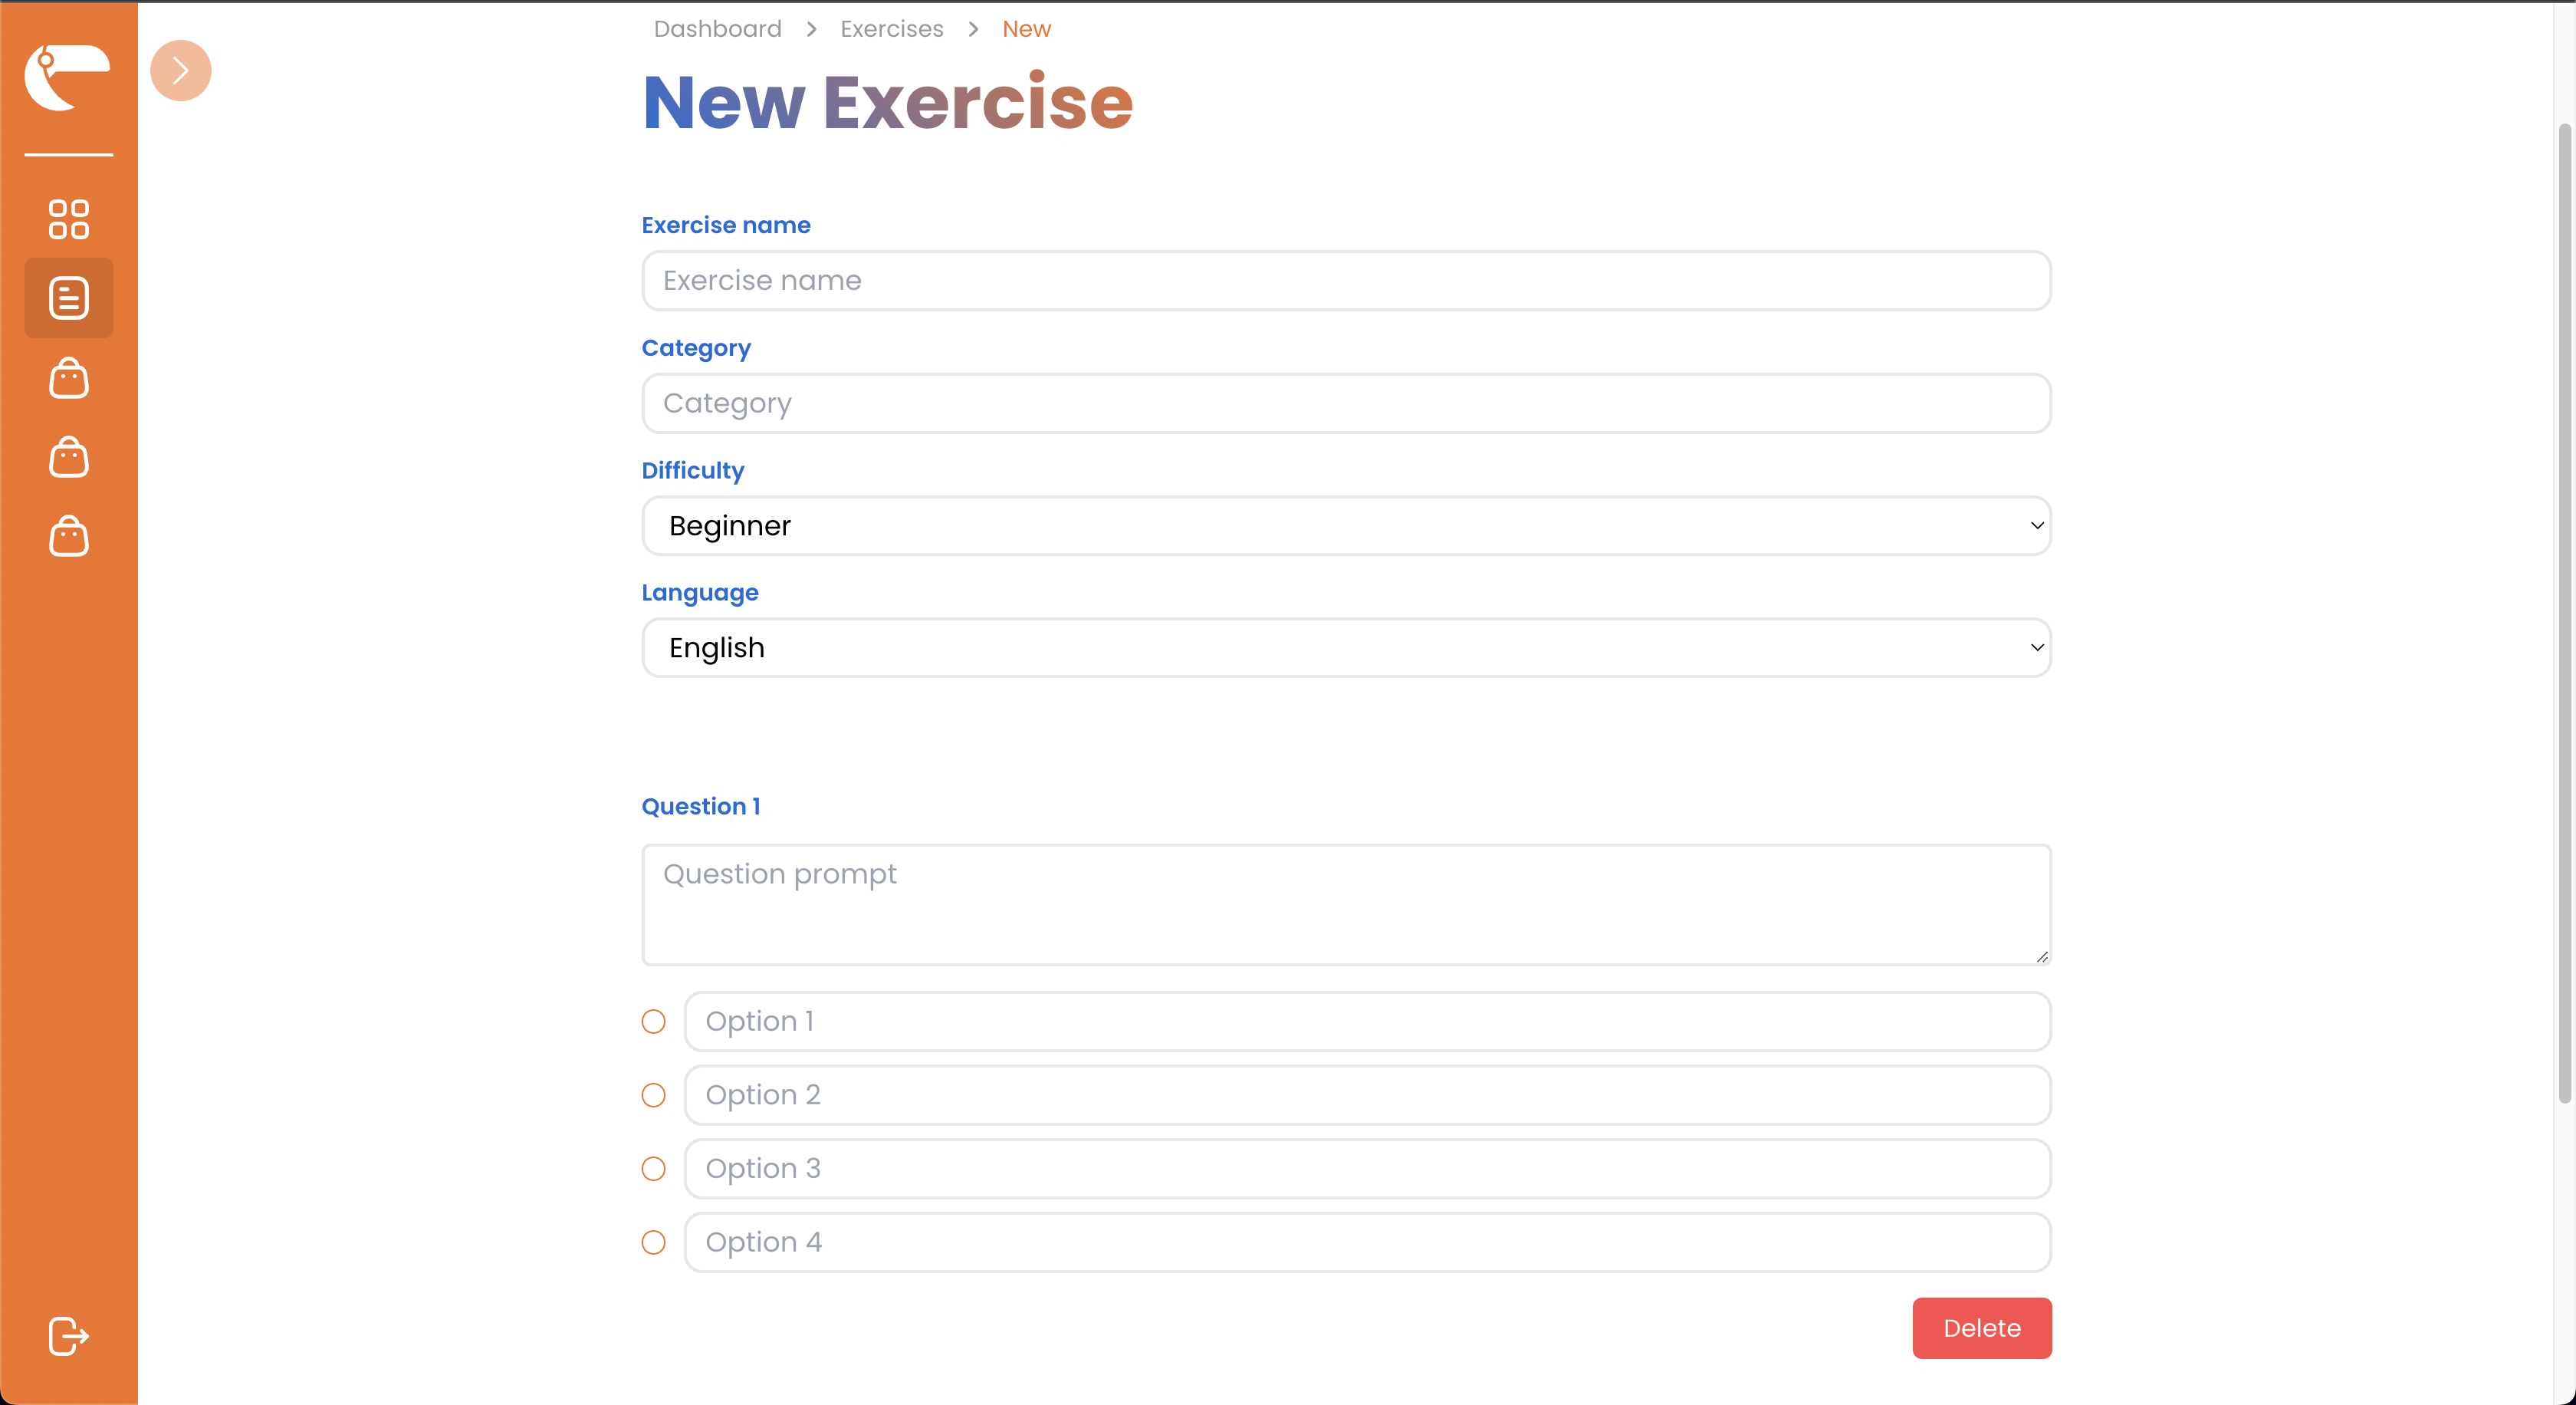 Dashboard > Exercises > New
New Exercise
Exercise name
Exercise name
Category
Category
Difficulty
Beginner
Language
English
Question 1
Question prompt
Option 1
Option 2
Option 3
Option 4
Delete